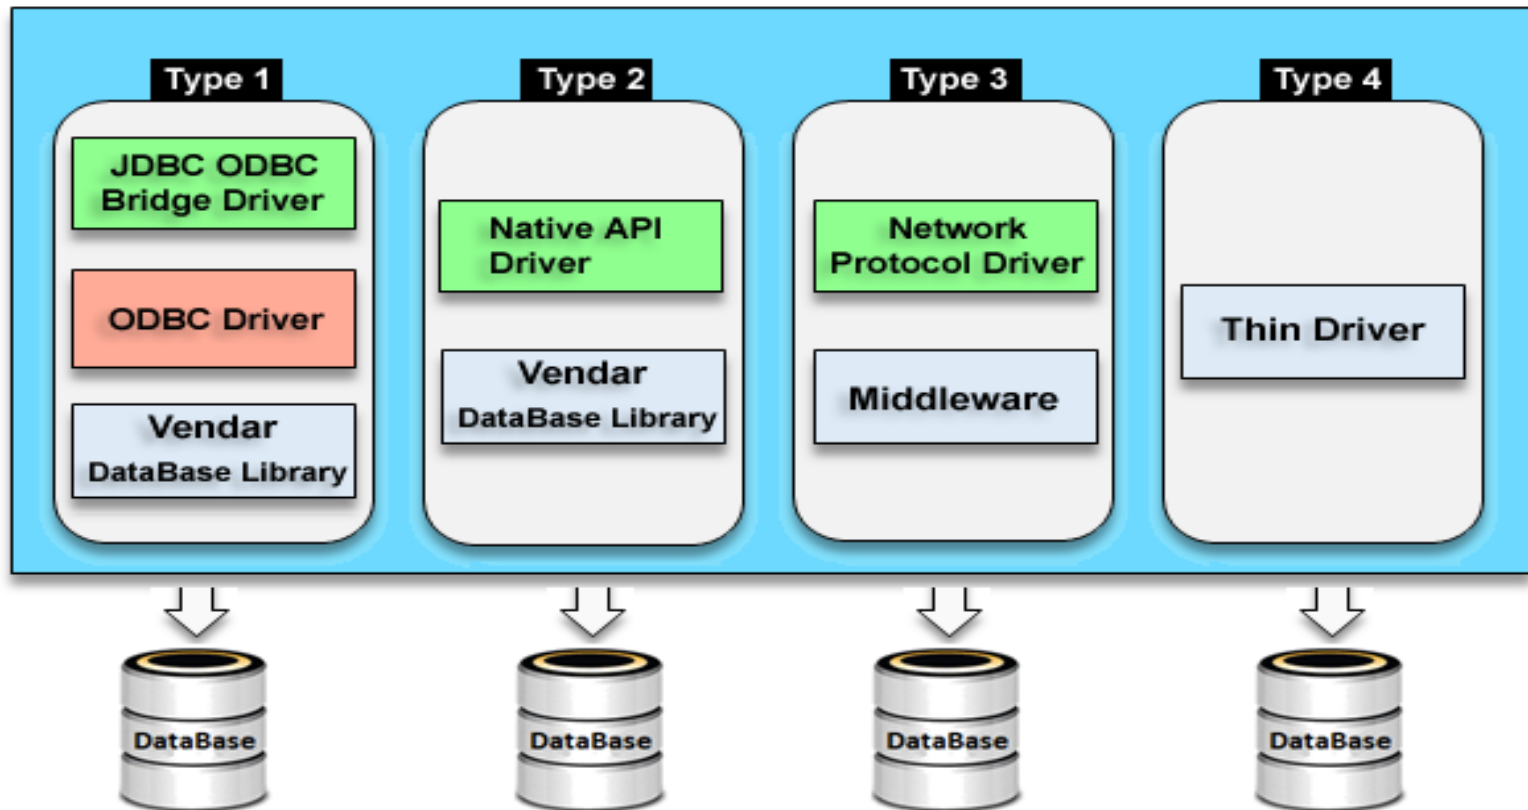 Type 1
JDBC ODBC
Bridge Driver
ODBC Driver
Vendar
DataBase Library
DataBase
Type 2
Native API
Driver
Vendar
DataBase Library
DataBase
Type 3
Network
Protocol Driver
Middleware
DataBase
Type 4
Thin Driver
DataBase